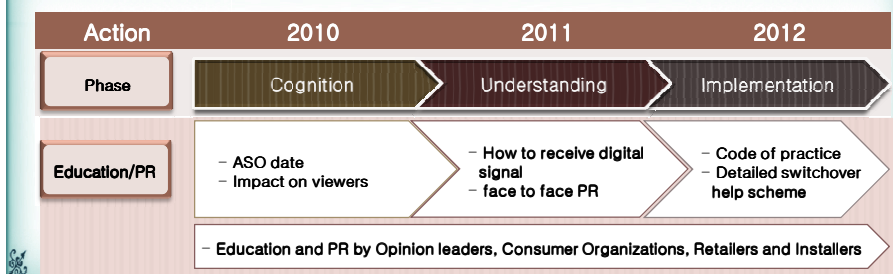 Action 2010 2011 2012
Phase Cognition Understanding Implementation
Education/PR
- ASO date
- Impact on viewers
- How to receive digital
signal
- face to face PR
- Code of practice
- Detailed switchover
help scheme
- Education and PR by Opinion leaders, Consumer Organizations, Retailers and Installers